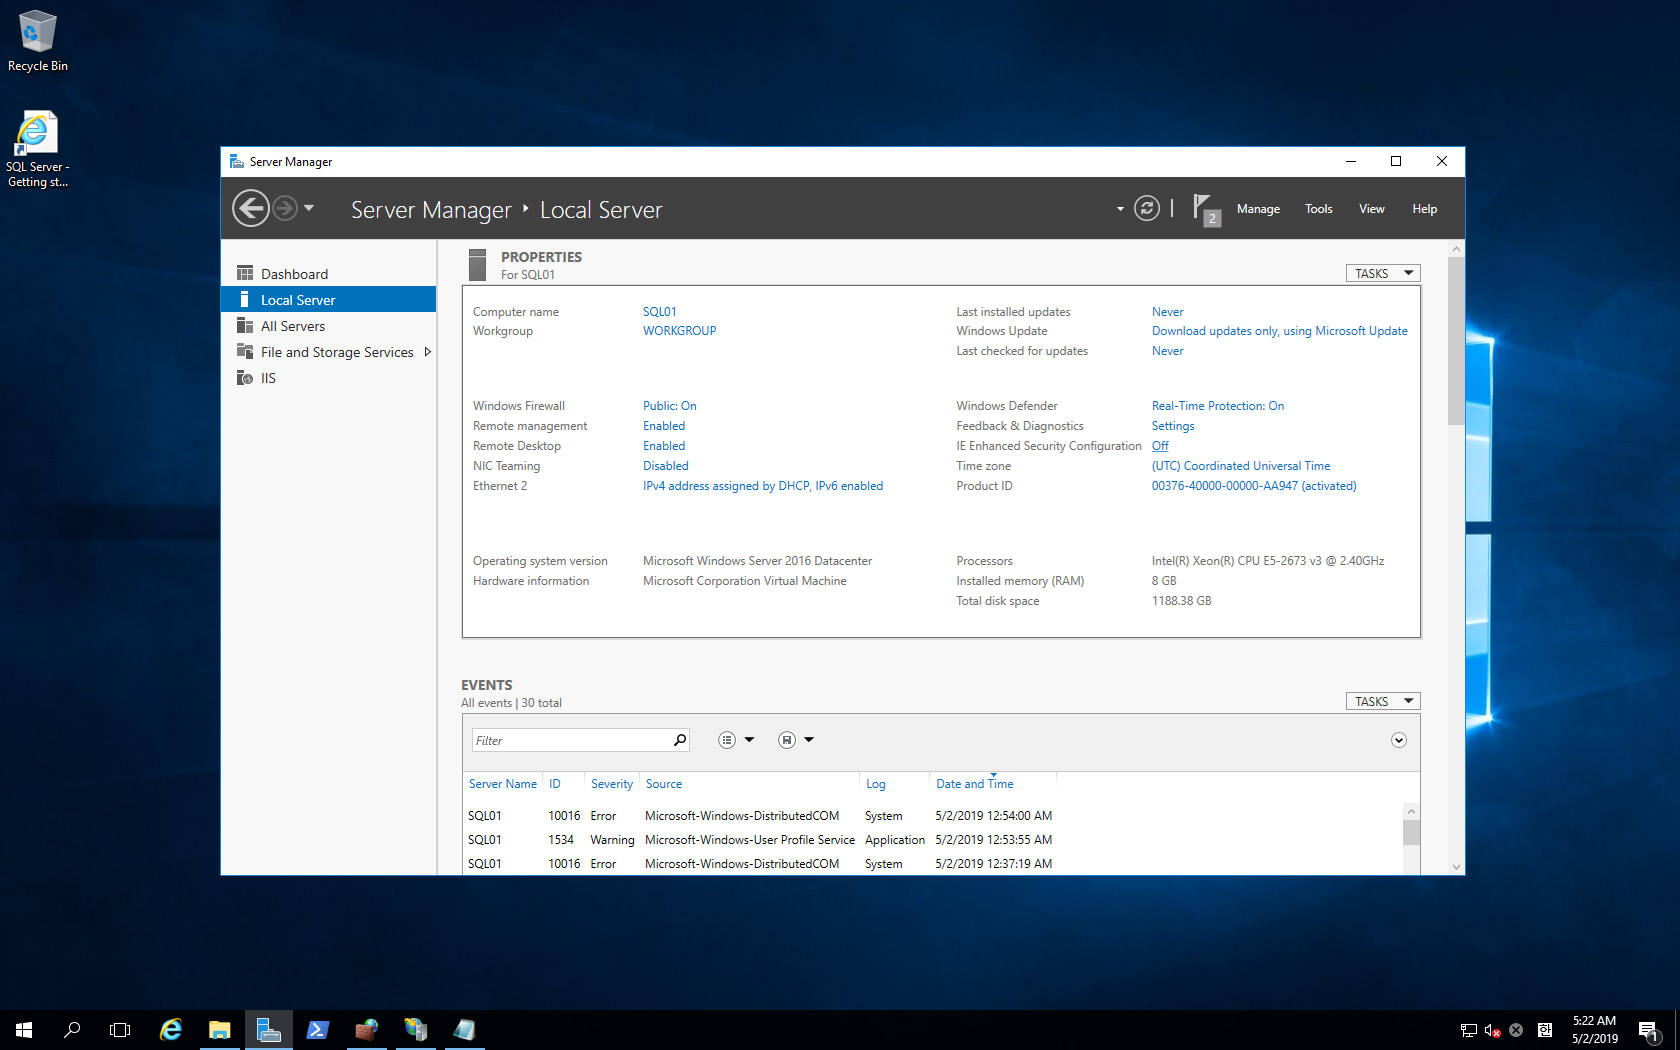 Recycle Bin
SQL Server -
Getting st...
Server Manager
Server Manager ‣ Local Server
2
Manage
Tools
View
Help
Dashboard
Local Server
All Servers
File and Storage Services
IIS
PROPERTIES
For SQL01
TASKS
Computer name SQL01 Last installed updates Never
Workgroup WORKGROUP Windows Update Download updates only, using Microsoft Update
Last checked for updates Never
Windows Firewall Public: On Windows Defender Real-Time Protection: On
Remote management Enabled Feedback & Diagnostics Settings
Remote Desktop Enabled IE Enhanced Security Configuration Off
NIC Teaming Disabled Time zone (UTC) Coordinated Universal Time
Ethernet 2 IPv4 address assigned by DHCP, IPv6 enabled Product ID 00376-40000-00000-AA947 (activated)
Operating system version Microsoft Windows Server 2016 Datacenter Processors Intel(R) Xeon(R) CPU E5-2673 v3 @ 2.40GHz
Hardware information Microsoft Corporation Virtual Machine Installed memory (RAM) 8 GB
Total disk space 1188.38 GB
EVENTS
All events | 30 total
TASKS
Filter
Server Name ID Severity Source Log Date and Time
SQL01 10016 Error Microsoft-Windows-DistributedCOM System 5/2/2019 12:54:00 AM
SQL01 1534 Warning Microsoft-Windows-User Profile Service Application 5/2/2019 12:53:55 AM
SQL01 10016 Error Microsoft-Windows-DistributedCOM System 5/2/2019 12:37:19 AM
5:22 AM
5/2/2019
1